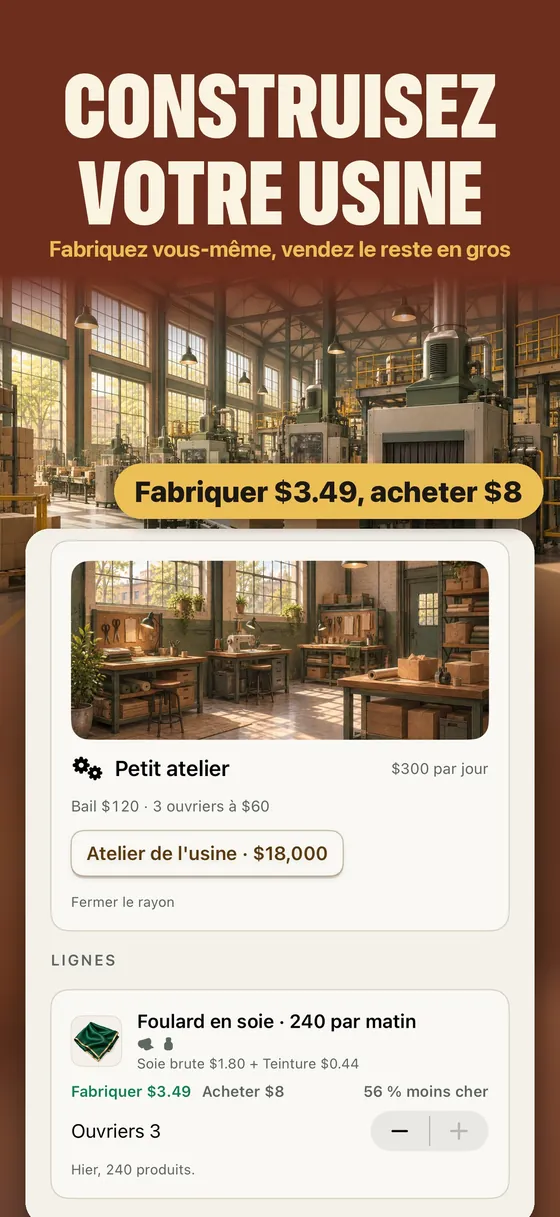 CONSTRUISEZ
VOTRE USINE
Fabriquez vous-même, vendez le reste en gros
Fabriquer $3.49, acheter $8
Petit atelier
$300 par jour
Bail $120 · 3 ouvriers à $60
Atelier de l'usine · $18,000
Fermer le rayon
LIGNES
Foulard en soie · 240 par matin
Soie brute $1.80 + Teinture $0.44
Fabriquer $3.49 Acheter $8 56 % moins cher
Ouvriers 3
Hier, 240 produits.